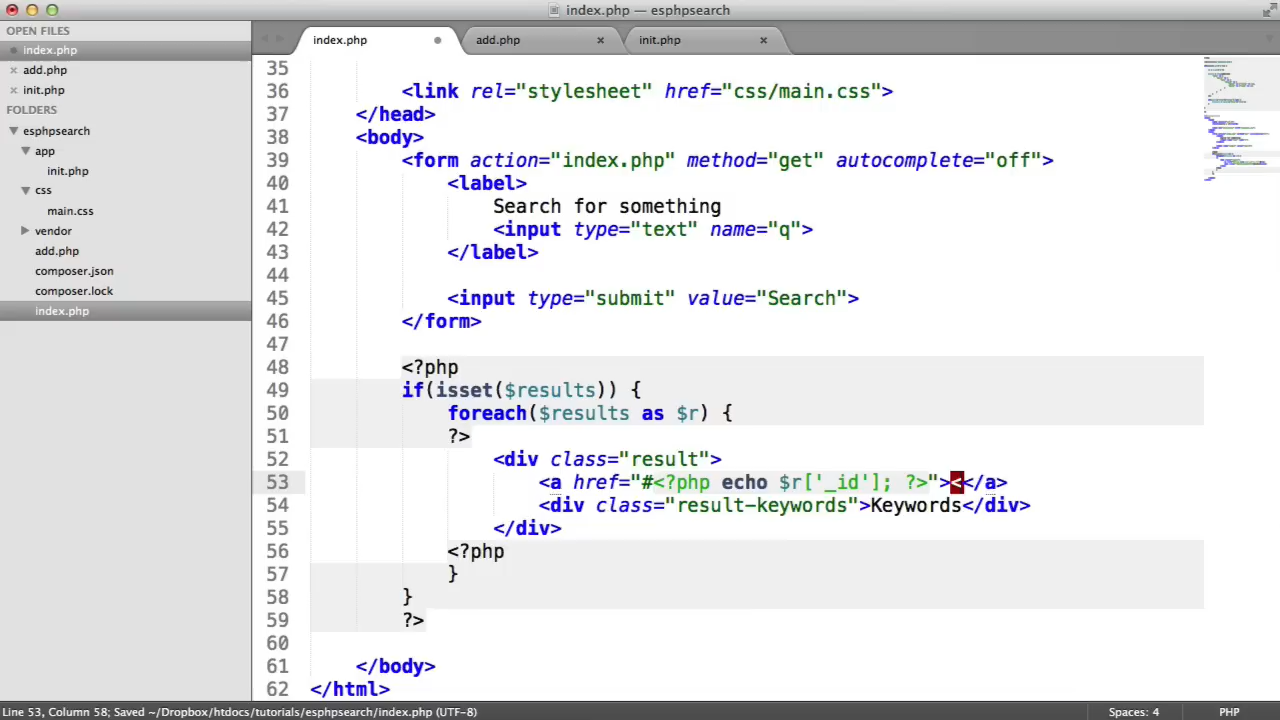 index.php — esphpsearch
OPEN FILES
index.php
add.php
init.php
FOLDERS
esphpsearch
app
init.php
css
main.css
vendor
add.php
composer.json
composer.lock
index.php
index.php
add.php
init.php
35
36 <link rel="stylesheet" href="css/main.css">
37 </head>
38 <body>
39 <form action="index.php" method="get" autocomplete="off">
40 <label>
41 Search for something
42 <input type="text" name="q">
43 </label>
44
45 <input type="submit" value="Search">
46 </form>
47
48 <?php
49 if(isset($results)) {
50 foreach($results as $r) {
51 ?>
52 <div class="result">
53 <a href="#<?php echo $r['_id']; ?>"><</a>
54 <div class="result-keywords">Keywords</div>
55 </div>
56 <?php
57 }
58 }
59 ?>
60
61 </body>
62 </html>
Line 53, Column 58; Saved ~/Dropbox/htdocs/tutorials/esphpsearch/index.php (UTF-8)
Spaces: 4
PHP